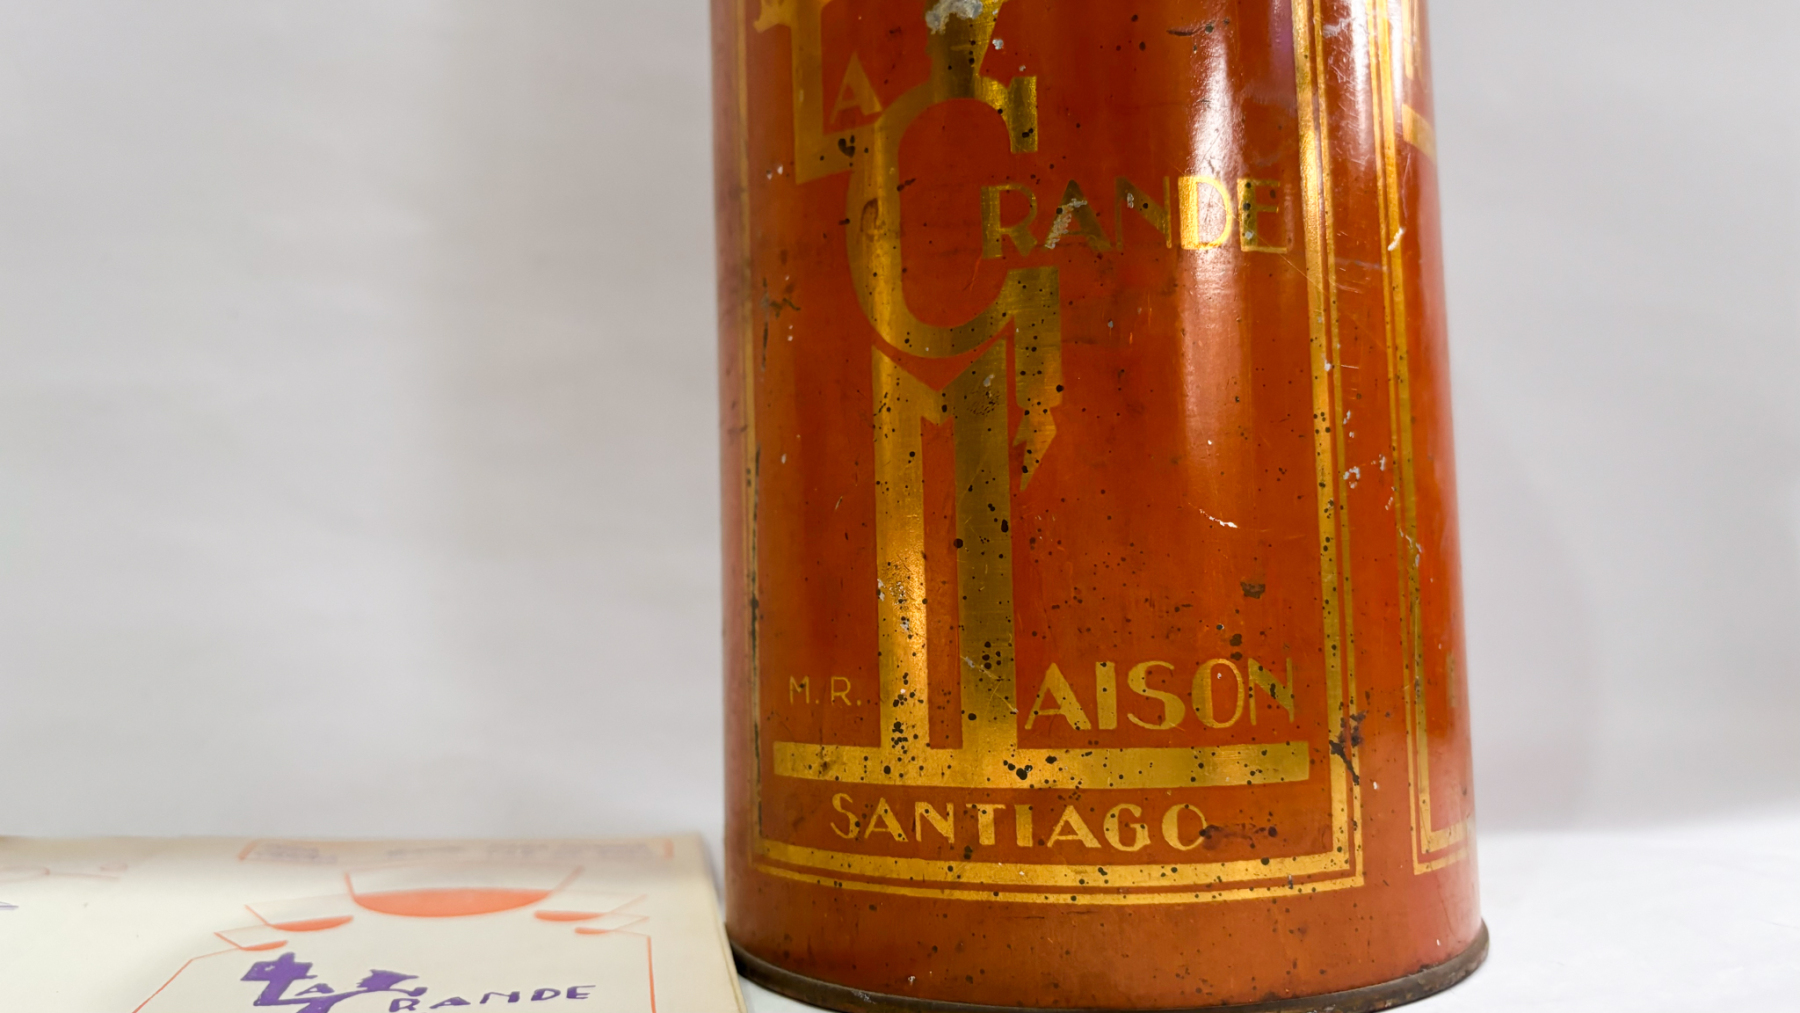 LA
GRANDE
M.R. MAISON
SANTIAGO
LA GRANDE